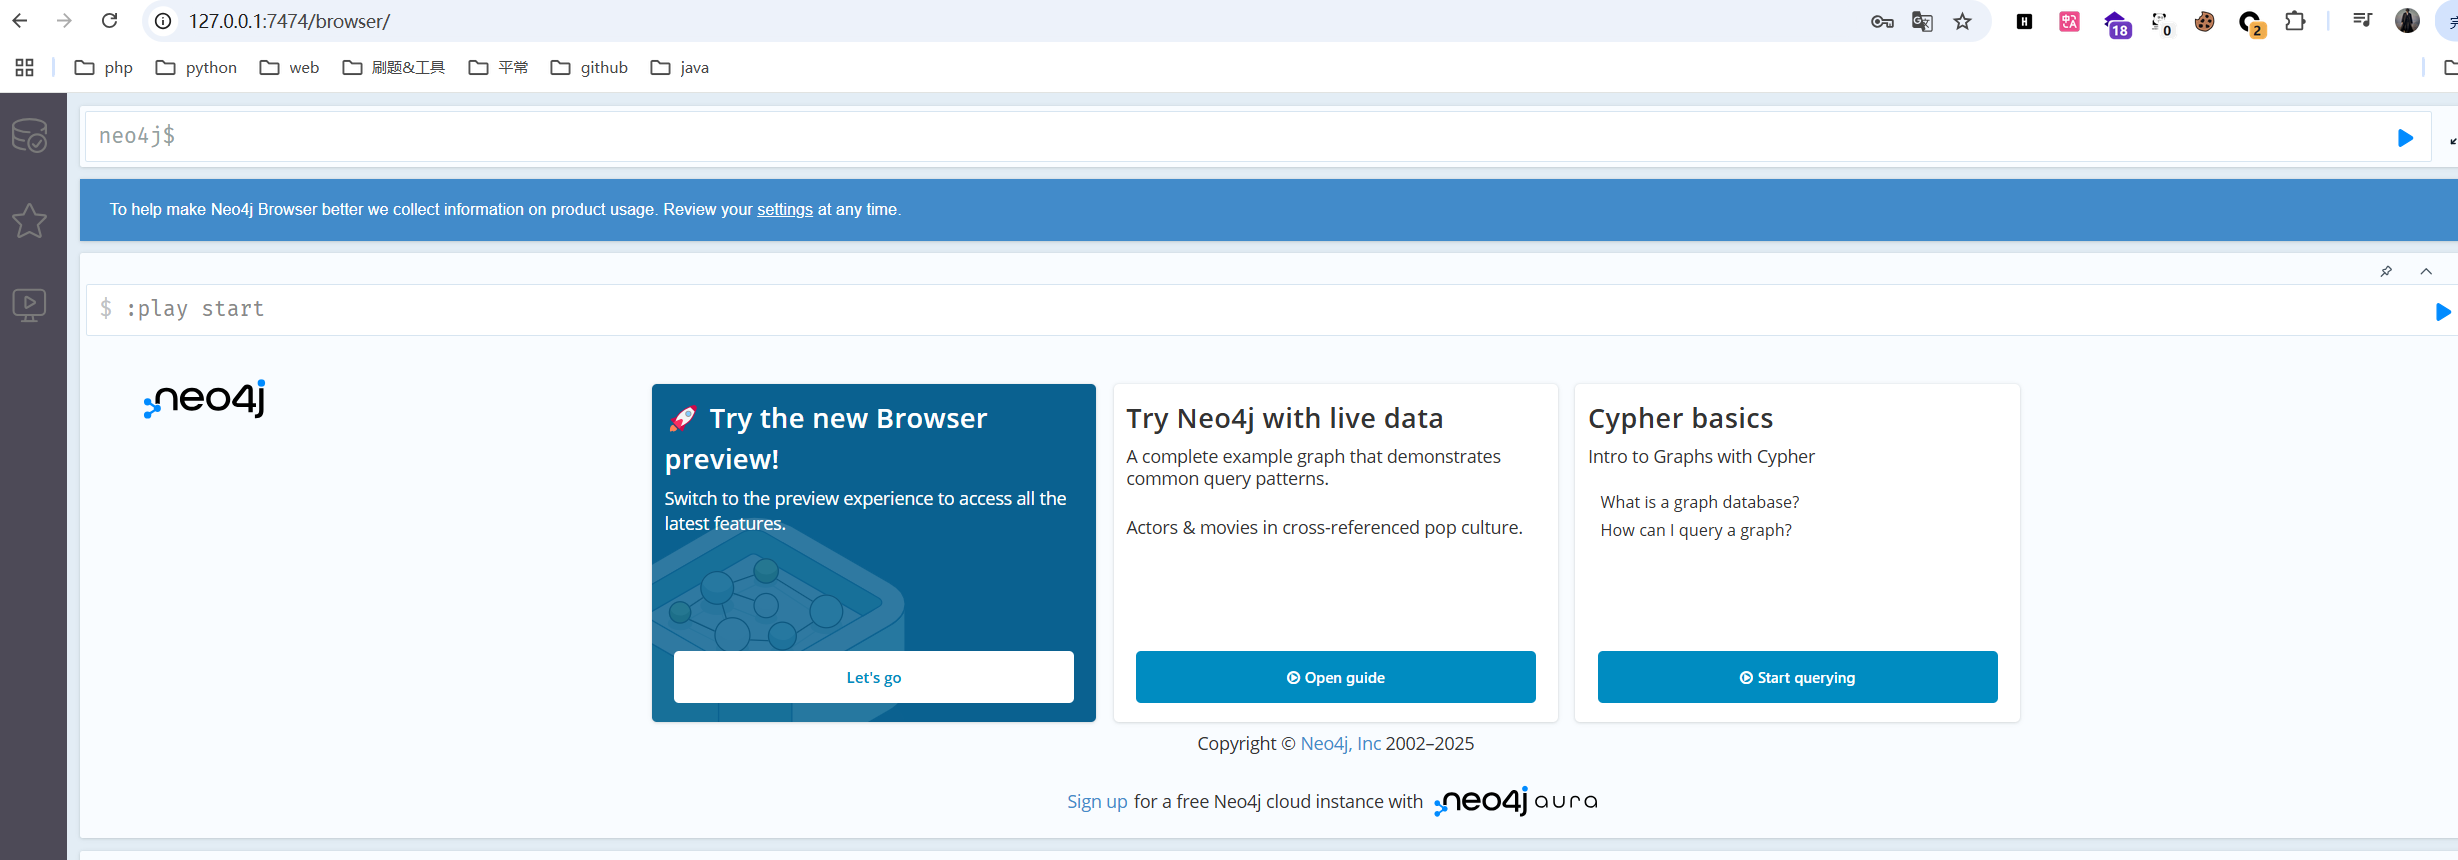 127.0.0.1:7474/browser/
18
0
2
php
python
web
刷题&工具
平常
github
java
neo4j$
To help make Neo4j Browser better we collect information on product usage. Review your settings at any time.
$ :play start
neo4j
🚀 Try the new Browser
preview!
Switch to the preview experience to access all the
latest features.
Let's go
Try Neo4j with live data
A complete example graph that demonstrates
common query patterns.
Actors & movies in cross-referenced pop culture.
Open guide
Cypher basics
Intro to Graphs with Cypher
What is a graph database?
How can I query a graph?
Start querying
Copyright © Neo4j, Inc 2002–2025
Sign up for a free Neo4j cloud instance with neo4j aura